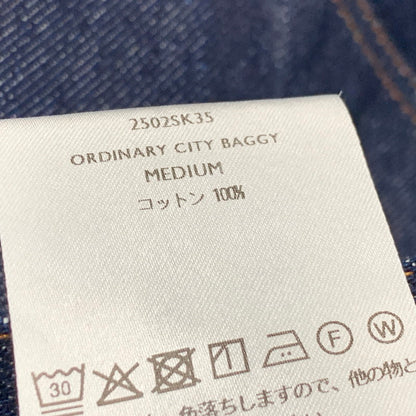 2502SK35
ORDINARY CITY BAGGY
MEDIUM
コットン 100%
30 F W
色落ちしますので、他の物と